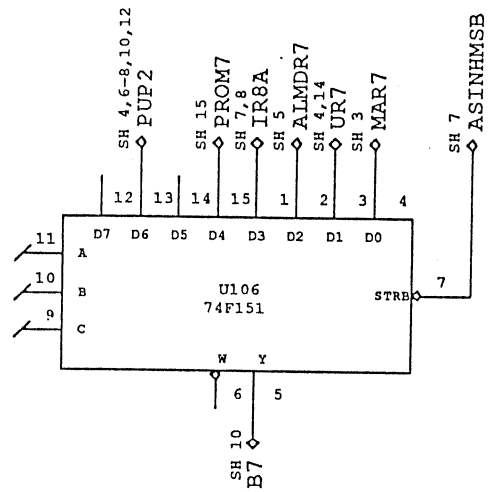 SH 4,6-8,10,12
PUP2
SH 15
PROM7
SH 7,8
IR8A
SH 5
ALMDR7
SH 4,14
UR7
SH 3
MAR7
SH 7
ASINHMSB
12 13 14 15 1 2 3 4
D7 D6 D5 D4 D3 D2 D1 D0
11 A
10 B
9 C
U106
74F151
STRB 7
W Y
6 5
SH 10
B7